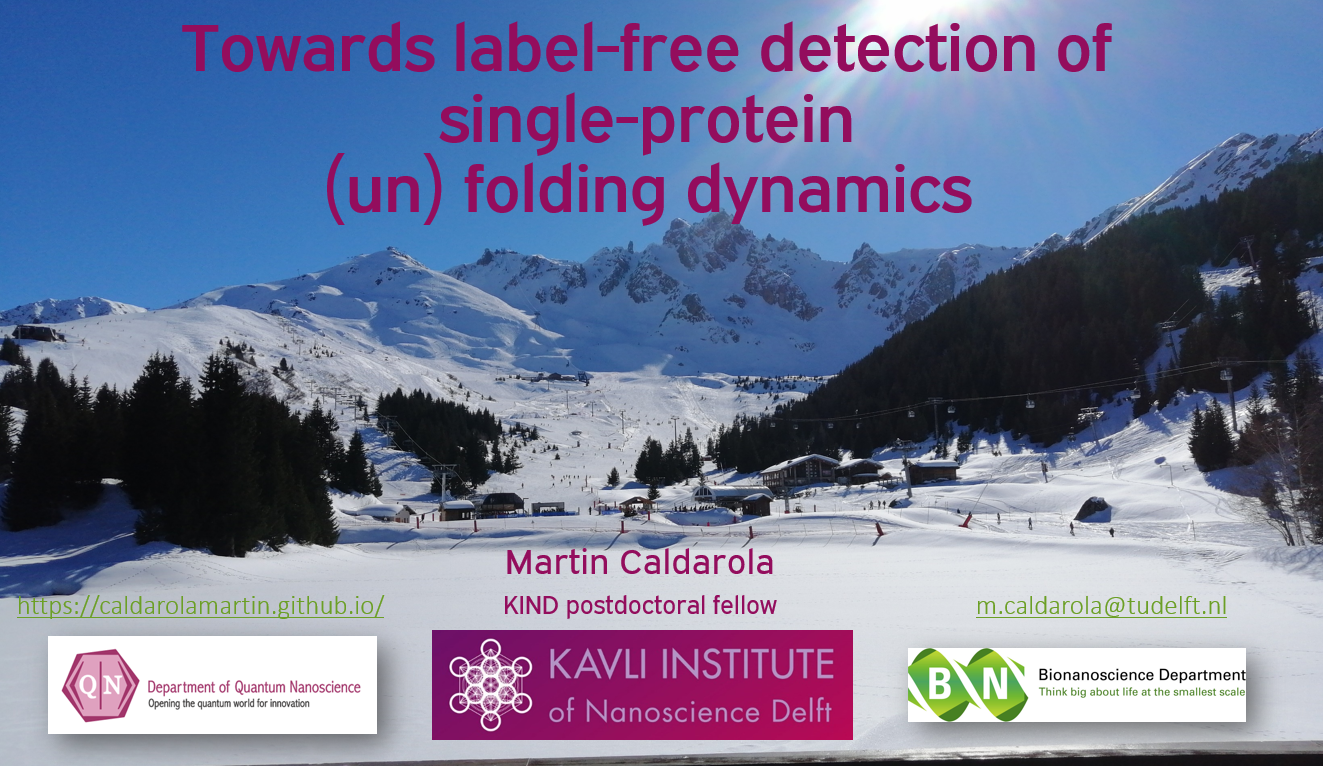 Towards label-free detection of
single-protein
(un) folding dynamics
Martin Caldarola
KIND postdoctoral fellow
https://caldarolamartin.github.io/
m.caldarola@tudelft.nl
QN
Department of Quantum Nanoscience
Opening the quantum world for innovation
KAVLI INSTITUTE
of Nanoscience Delft
BN
Bionanoscience Department
Think big about life at the smallest scale